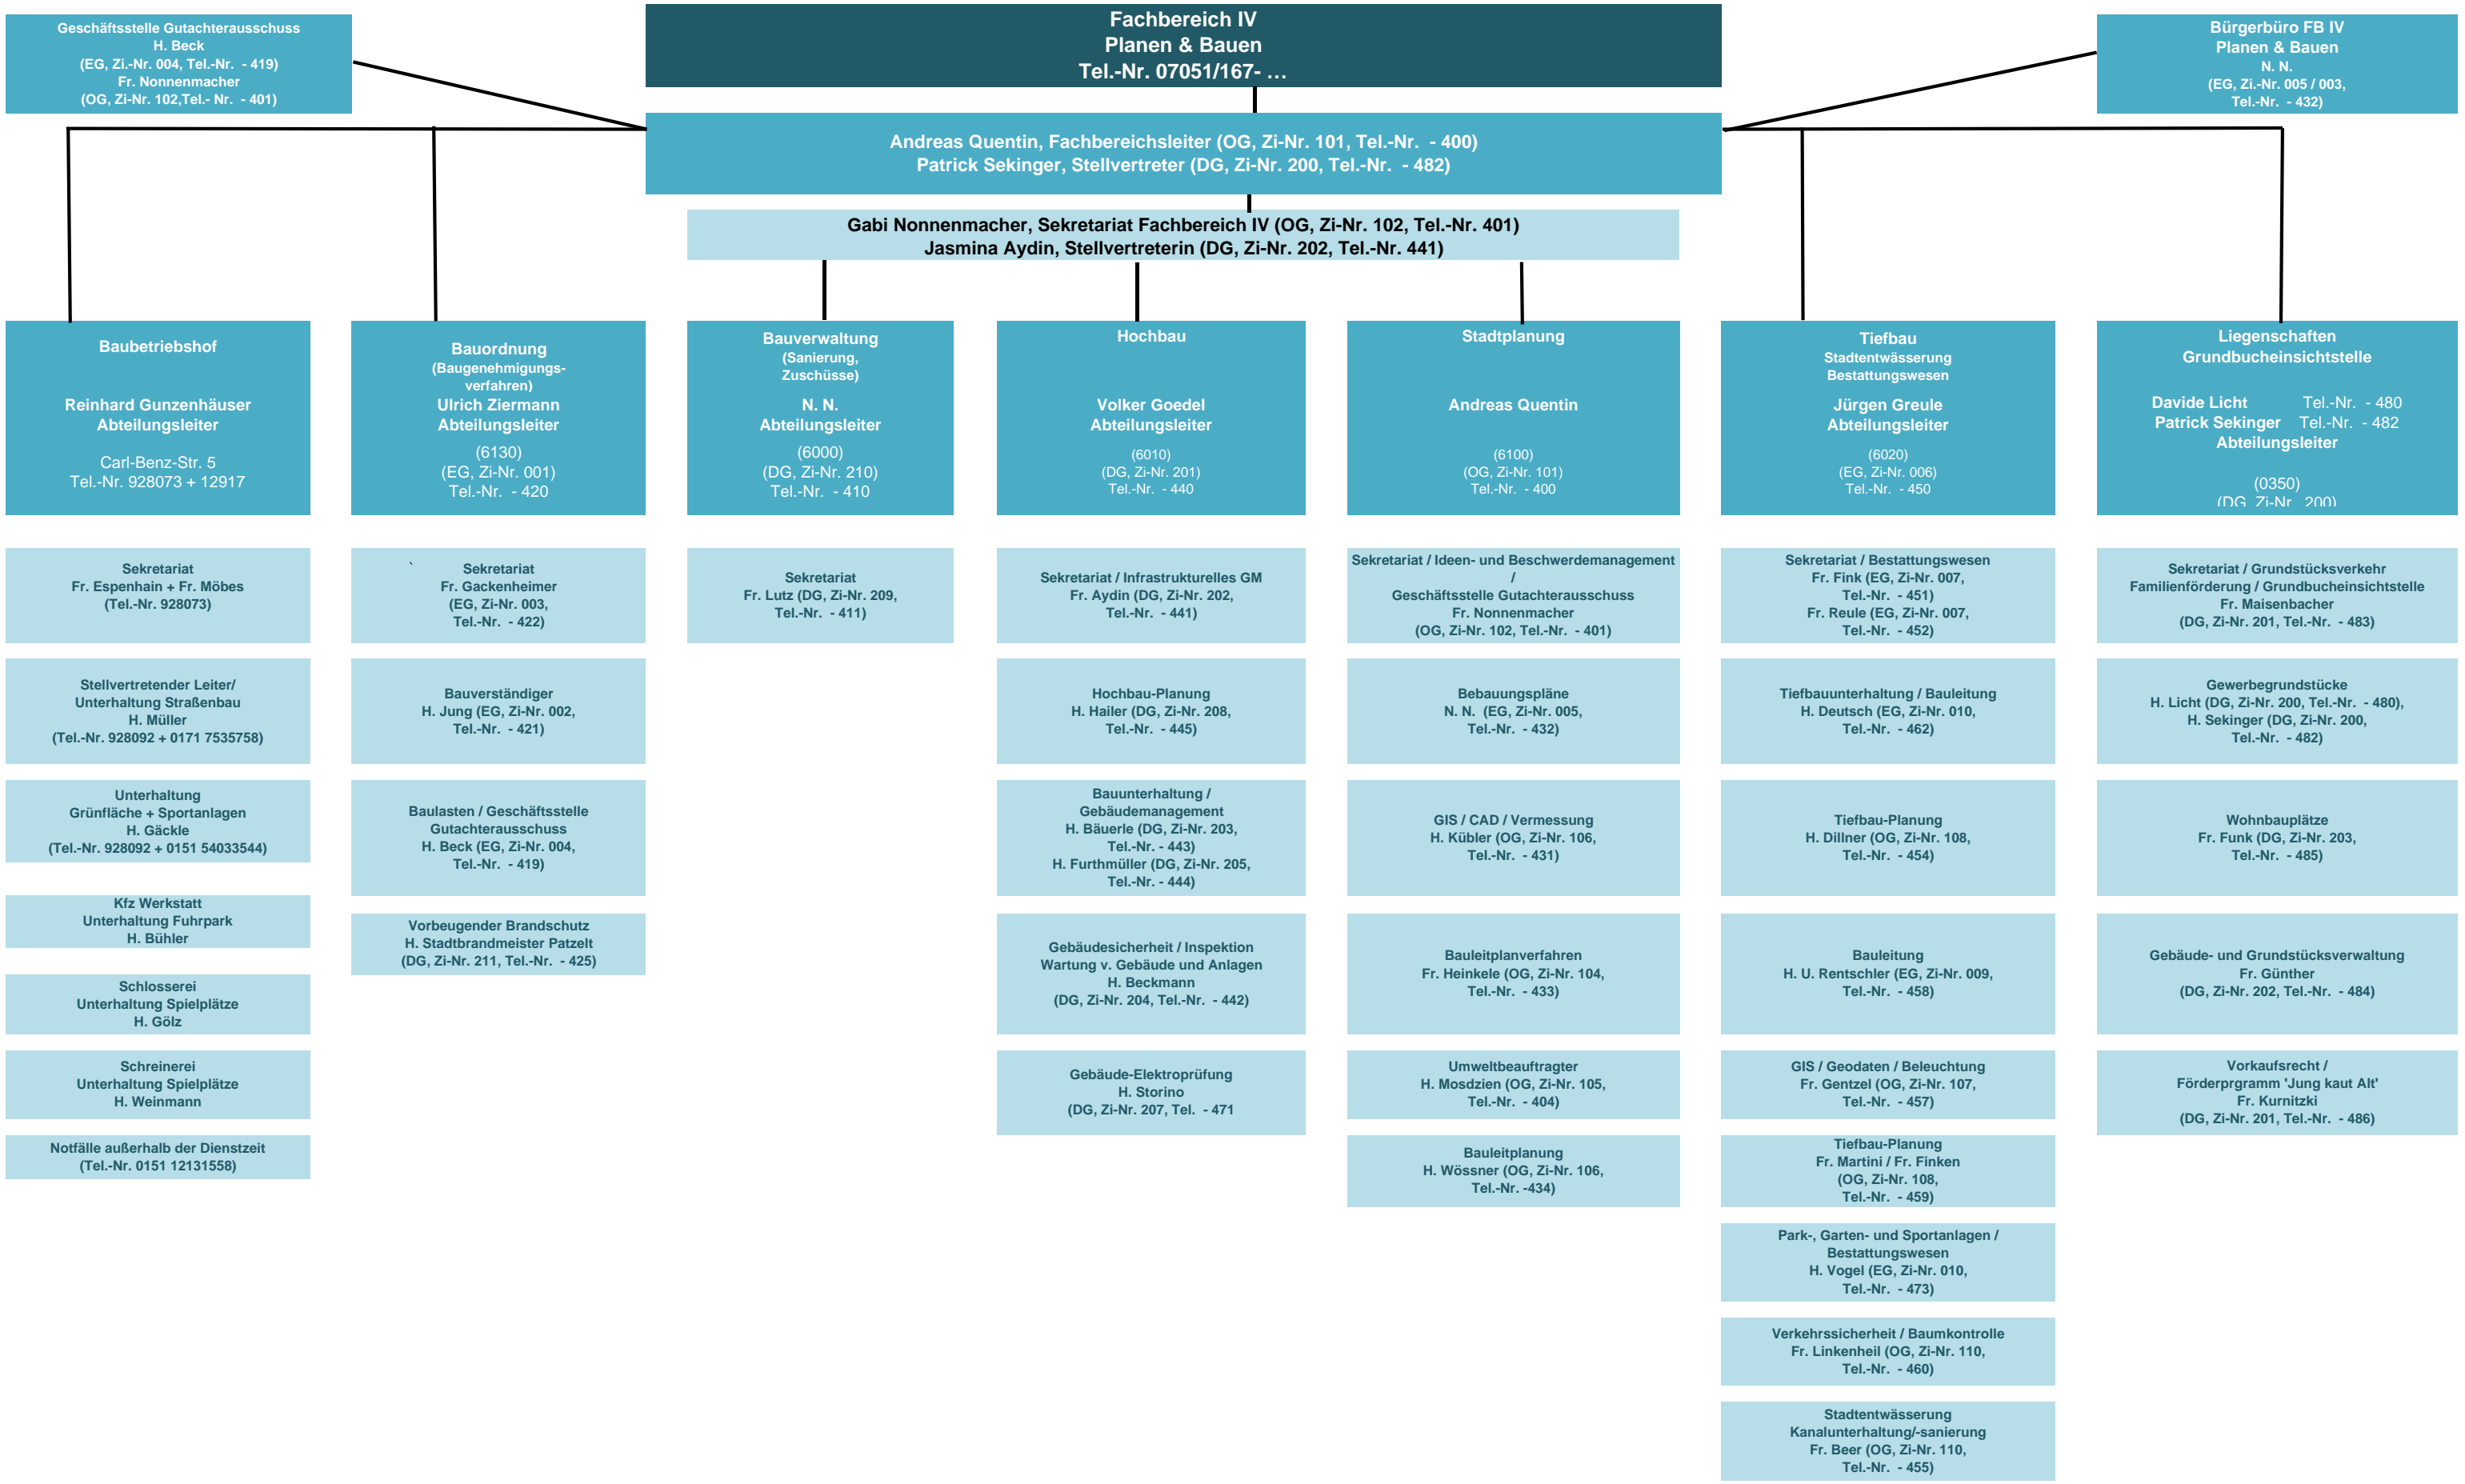 Geschäftsstelle Gutachterausschuss
H. Beck
(EG, Zi.-Nr. 004, Tel.-Nr.  - 419)
Fr. Nonnenmacher
(OG, Zi-Nr. 102,Tel.- Nr.  - 401)
Fachbereich IV
Planen & Bauen
Tel.-Nr. 07051/167- …
Bürgerbüro FB IV
Planen & Bauen
N. N.
(EG, Zi.-Nr. 005 / 003,
Tel.-Nr.  - 432)
Andreas Quentin, Fachbereichsleiter (OG, Zi-Nr. 101, Tel.-Nr.  - 400)
Patrick Sekinger, Stellvertreter (DG, Zi-Nr. 200, Tel.-Nr.  - 482)
Gabi Nonnenmacher, Sekretariat Fachbereich IV (OG, Zi-Nr. 102, Tel.-Nr. 401)
Jasmina Aydin, Stellvertreterin (DG, Zi-Nr. 202, Tel.-Nr. 441)
Baubetriebshof
Reinhard Gunzenhäuser
Abteilungsleiter
Carl-Benz-Str. 5
Tel.-Nr. 928073 + 12917
Sekretariat
Fr. Espenhain + Fr. Möbes
(Tel.-Nr. 928073)
Stellvertretender Leiter/
Unterhaltung Straßenbau
H. Müller
(Tel.-Nr. 928092 + 0171 7535758)
Unterhaltung
Grünfläche + Sportanlagen
H. Gäckle
(Tel.-Nr. 928092 + 0151 54033544)
Kfz Werkstatt
Unterhaltung Fuhrpark
H. Bühler
Schlosserei
Unterhaltung Spielplätze
H. Gölz
Schreinerei
Unterhaltung Spielplätze
H. Weinmann
Notfälle außerhalb der Dienstzeit
(Tel.-Nr. 0151 12131558)
Bauordnung
(Baugenehmigungs-
verfahren)
Ulrich Ziermann
Abteilungsleiter
(6130)
(EG, Zi-Nr. 001)
Tel.-Nr.  - 420
` Sekretariat
Fr. Gackenheimer
(EG, Zi-Nr. 003,
Tel.-Nr.  - 422)
Bauverständiger
H. Jung (EG, Zi-Nr. 002,
Tel.-Nr.  - 421)
Baulasten / Geschäftsstelle
Gutachterausschuss
H. Beck (EG, Zi-Nr. 004,
Tel.-Nr.  - 419)
Vorbeugender Brandschutz
H. Stadtbrandmeister Patzelt
(DG, Zi-Nr. 211, Tel.-Nr.  - 425)
Bauverwaltung
(Sanierung,
Zuschüsse)
N. N.
Abteilungsleiter
(6000)
(DG, Zi-Nr. 210)
Tel.-Nr.  - 410
Sekretariat
Fr. Lutz (DG, Zi-Nr. 209,
Tel.-Nr.  - 411)
Hochbau
Volker Goedel
Abteilungsleiter
(6010)
(DG, Zi-Nr. 201)
Tel.-Nr.  - 440
Sekretariat / Infrastrukturelles GM
Fr. Aydin (DG, Zi-Nr. 202,
Tel.-Nr.  - 441)
Hochbau-Planung
H. Hailer (DG, Zi-Nr. 208,
Tel.-Nr.  - 445)
Bauunterhaltung /
Gebäudemanagement
H. Bäuerle (DG, Zi-Nr. 203,
Tel.-Nr.  - 443)
H. Furthmüller (DG, Zi-Nr. 205,
Tel.-Nr. - 444)
Gebäudesicherheit / Inspektion
Wartung v. Gebäude und Anlagen
H. Beckmann
(DG, Zi-Nr. 204, Tel.-Nr.  - 442)
Gebäude-Elektroprüfung
H. Storino
(DG, Zi-Nr. 207, Tel.  - 471
Stadtplanung
Andreas Quentin
(6100)
(OG, Zi-Nr. 101)
Tel.-Nr.  - 400
Sekretariat / Ideen- und Beschwerdemanagement
/
Geschäftsstelle Gutachterausschuss
Fr. Nonnenmacher
(OG, Zi-Nr. 102, Tel.-Nr.  - 401)
Bebauungspläne
N. N.  (EG, Zi-Nr. 005,
Tel.-Nr.  - 432)
GIS / CAD / Vermessung
H. Kübler (OG, Zi-Nr. 106,
Tel.-Nr.  - 431)
Bauleitplanverfahren
Fr. Heinkele (OG, Zi-Nr. 104,
Tel.-Nr.  - 433)
Umweltbeauftragter
H. Mosdzien (OG, Zi-Nr. 105,
Tel.-Nr.  - 404)
Bauleitplanung
H. Wössner (OG, Zi-Nr. 106,
Tel.-Nr. -434)
Tiefbau
Stadtentwässerung
Bestattungswesen
Jürgen Greule
Abteilungsleiter
(6020)
(EG, Zi-Nr. 006)
Tel.-Nr.  - 450
Sekretariat / Bestattungswesen
Fr. Fink (EG, Zi-Nr. 007,
Tel.-Nr.  - 451)
Fr. Reule (EG, Zi-Nr. 007,
Tel.-Nr.  - 452)
Tiefbauunterhaltung / Bauleitung
H. Deutsch (EG, Zi-Nr. 010,
Tel.-Nr.  - 462)
Tiefbau-Planung
H. Dillner (OG, Zi-Nr. 108,
Tel.-Nr.  - 454)
Bauleitung
H. U. Rentschler (EG, Zi-Nr. 009,
Tel.-Nr.  - 458)
GIS / Geodaten / Beleuchtung
Fr. Gentzel (OG, Zi-Nr. 107,
Tel.-Nr.  - 457)
Tiefbau-Planung
Fr. Martini / Fr. Finken
(OG, Zi-Nr. 108,
Tel.-Nr.  - 459)
Park-, Garten- und Sportanlagen /
Bestattungswesen
H. Vogel (EG, Zi-Nr. 010,
Tel.-Nr.  - 473)
Verkehrssicherheit / Baumkontrolle
Fr. Linkenheil (OG, Zi-Nr. 110,
Tel.-Nr.  - 460)
Stadtentwässerung
Kanalunterhaltung/-sanierung
Fr. Beer (OG, Zi-Nr. 110,
Tel.-Nr.  - 455)
Liegenschaften
Grundbucheinsichtstelle
Davide Licht Tel.-Nr.  - 480
Patrick Sekinger Tel.-Nr.  - 482
Abteilungsleiter
(0350)
(DG, Zi-Nr. 200)
Sekretariat / Grundstücksverkehr
Familienförderung / Grundbucheinsichtstelle
Fr. Maisenbacher
(DG, Zi-Nr. 201, Tel.-Nr.  - 483)
Gewerbegrundstücke
H. Licht (DG, Zi-Nr. 200, Tel.-Nr.  - 480),
H. Sekinger (DG, Zi-Nr. 200,
Tel.-Nr.  - 482)
Wohnbauplätze
Fr. Funk (DG, Zi-Nr. 203,
Tel.-Nr.  - 485)
Gebäude- und Grundstücksverwaltung
Fr. Günther
(DG, Zi-Nr. 202, Tel.-Nr.  - 484)
Vorkaufsrecht /
Förderprgramm 'Jung kaut Alt'
Fr. Kurnitzki
(DG, Zi-Nr. 201, Tel.-Nr.  - 486)